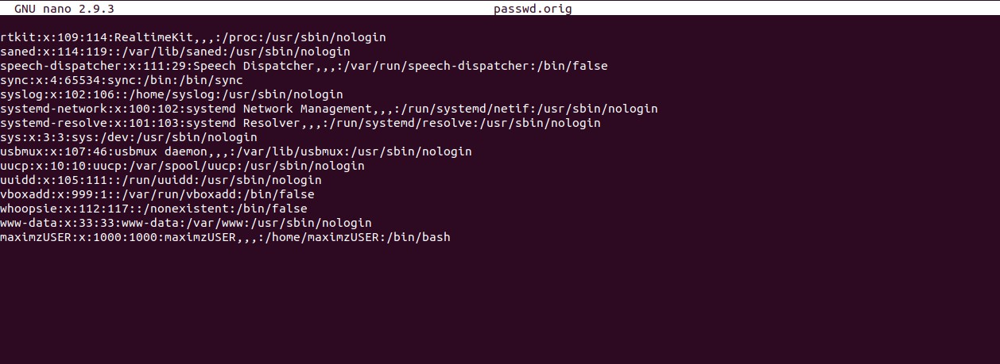 GNU nano 2.9.3 passwd.orig
rtkit:x:109:114:RealtimeKit,,,:/proc:/usr/sbin/nologin
saned:x:114:119::/var/lib/saned:/usr/sbin/nologin
speech-dispatcher:x:111:29:Speech Dispatcher,,,:/var/run/speech-dispatcher:/bin/false
sync:x:4:65534:sync:/bin:/bin/sync
syslog:x:102:106::/home/syslog:/usr/sbin/nologin
systemd-network:x:100:102:systemd Network Management,,,:/run/systemd/netif:/usr/sbin/nologin
systemd-resolve:x:101:103:systemd Resolver,,,:/run/systemd/resolve:/usr/sbin/nologin
sys:x:3:3:sys:/dev:/usr/sbin/nologin
usbmux:x:107:46:usbmux daemon,,,:/var/lib/usbmux:/usr/sbin/nologin
uucp:x:10:10:uucp:/var/spool/uucp:/usr/sbin/nologin
uuidd:x:105:111::/run/uuidd:/usr/sbin/nologin
vboxadd:x:999:1::/var/run/vboxadd:/bin/false
whoopsie:x:112:117::/nonexistent:/bin/false
www-data:x:33:33:www-data:/var/www:/usr/sbin/nologin
maximzUSER:x:1000:1000:maximzUSER,,,:/home/maximzUSER:/bin/bash